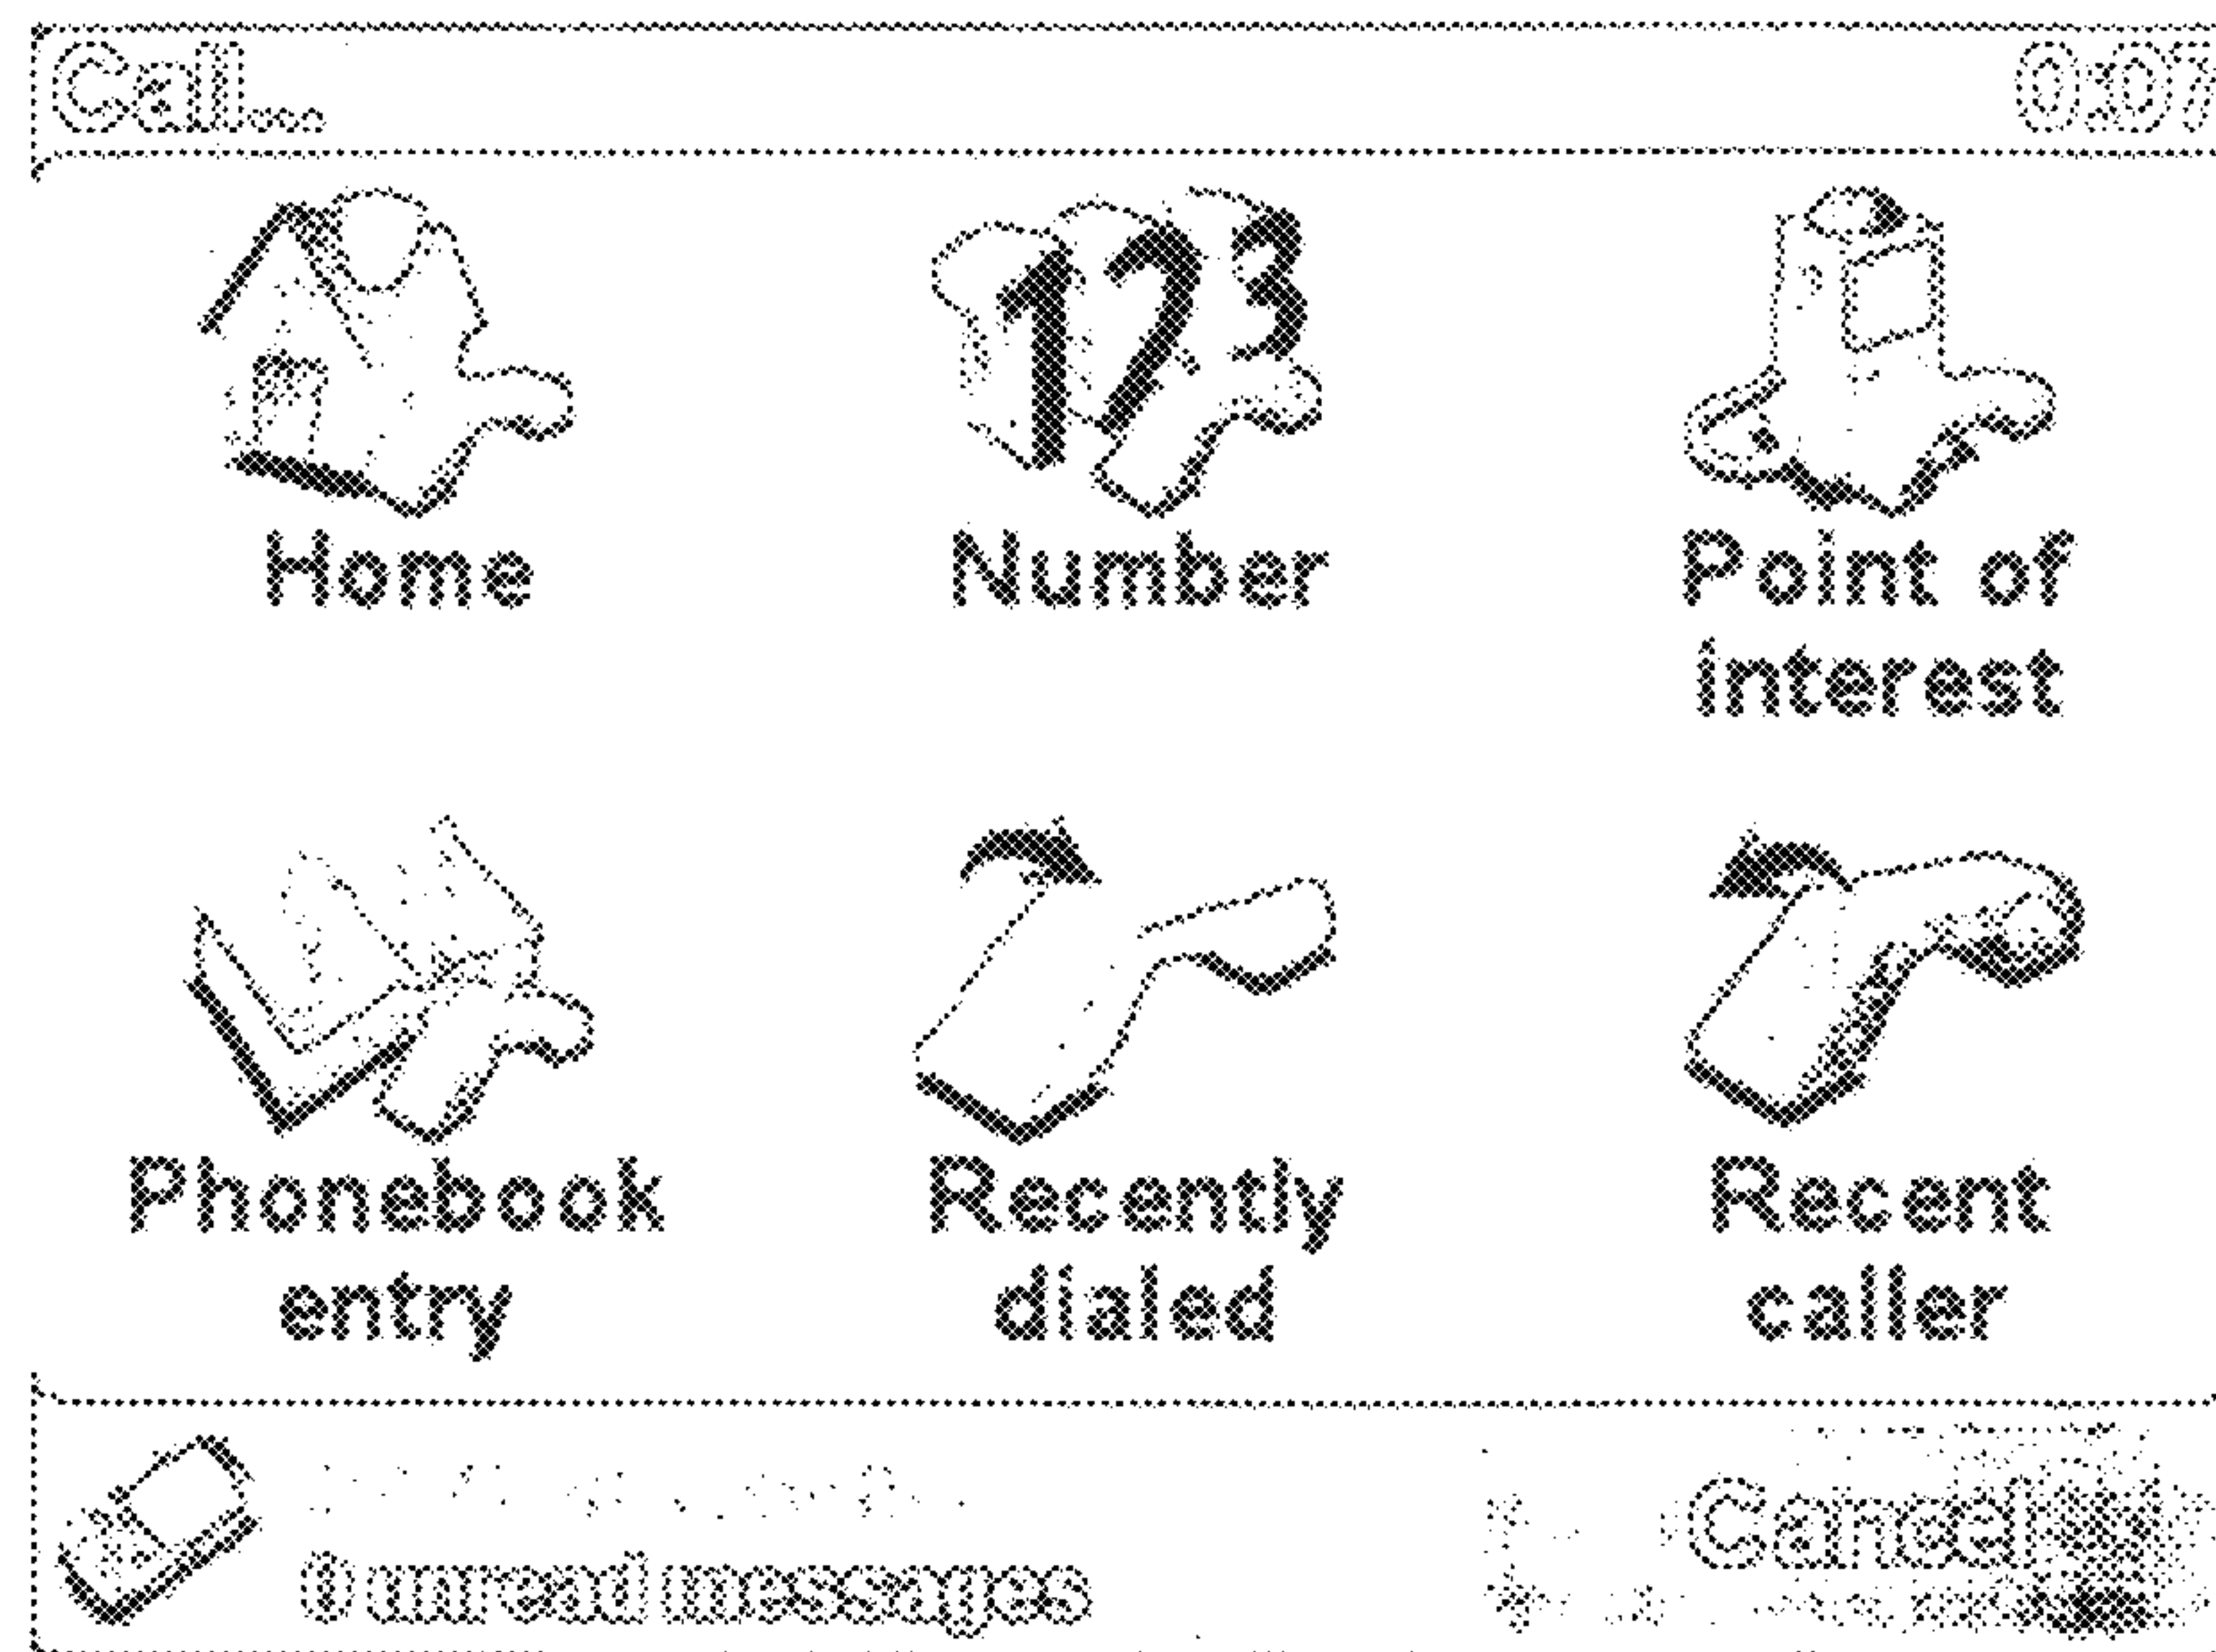 Call... 0:07
123
Home Number Point of
interest
Phonebook Recently Recent
entry dialed caller
Cancel
0 unread messages